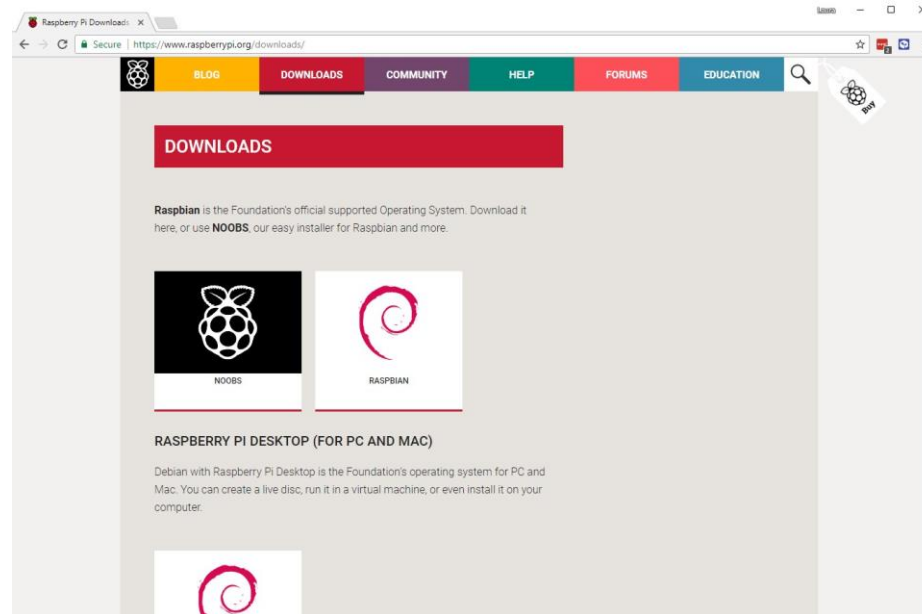 Raspberry Pi Downloads
Secure | https://www.raspberrypi.org/downloads/
2
BLOG DOWNLOADS COMMUNITY HELP FORUMS EDUCATION
Buy
DOWNLOADS
Raspbian is the Foundation's official supported Operating System. Download it
here, or use NOOBS, our easy installer for Raspbian and more.
NOOBS RASPBIAN
RASPBERRY PI DESKTOP (FOR PC AND MAC)
Debian with Raspberry Pi Desktop is the Foundation's operating system for PC and
Mac. You can create a live disc, run it in a virtual machine, or even install it on your
computer.